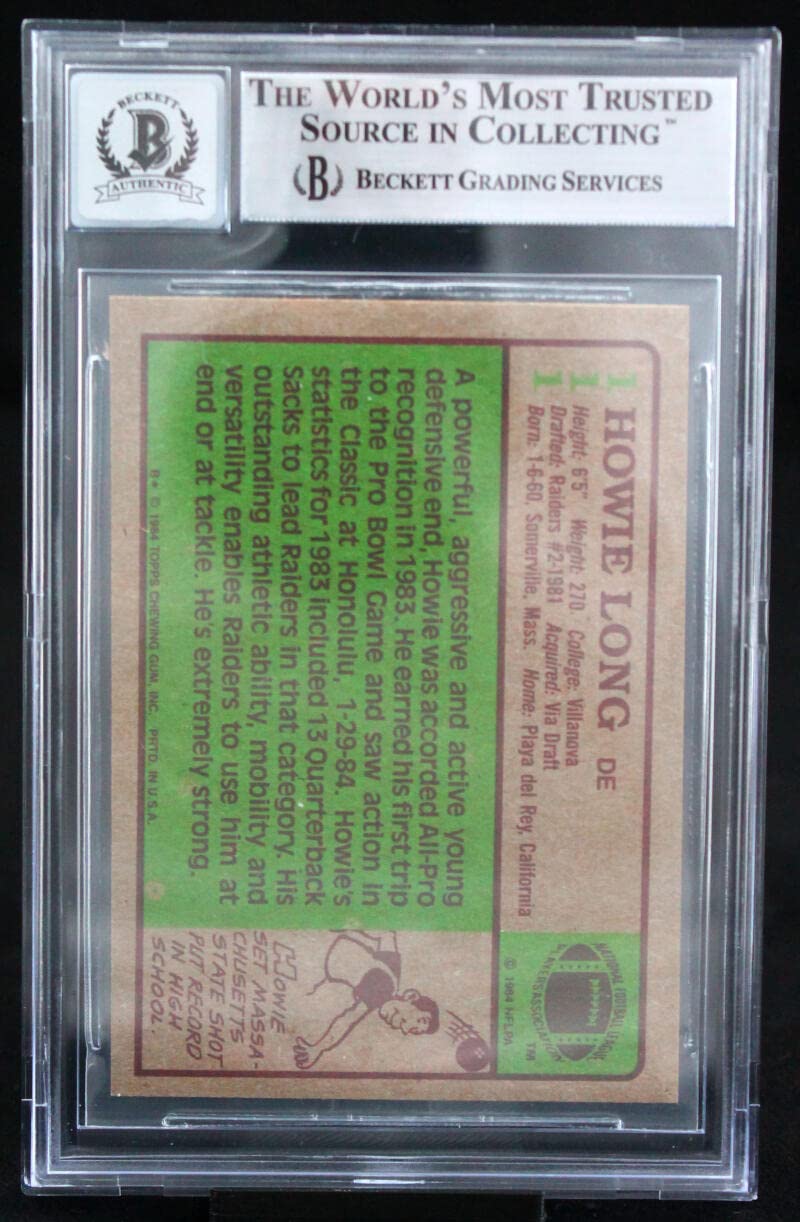 BECKETT
B
AUTHENTIC
THE WORLD'S MOST TRUSTED
SOURCE IN COLLECTING™
(B) BECKETT GRADING SERVICES
111
HOWIE LONG DE
Height: 6'5" Weight: 270 College: Villanova
Drafted: Raiders #2-1981 Acquired: Via Draft
Born: 1-6-60, Somerville, Mass. Home: Playa del Rey, California
NATIONAL FOOTBALL LEAGUE
PLAYERS ASSOCIATION
TM
© 1984 NFLPA
A powerful, aggressive and active young
defensive end, Howie was accorded All-Pro
recognition in 1983. He earned his first trip
to the Pro Bowl Game and saw action in
the Classic at Honolulu, 1-29-84. Howie's
statistics for 1983 included 13 Quarterback
Sacks to lead Raiders in that category. His
outstanding athletic ability, mobility and
versatility enables Raiders to use him at
end or at tackle. He's extremely strong.
HOWIE
SET MASSA-
CHUSETTS
STATE SHOT
PUT RECORD
IN HIGH
SCHOOL.
B* © 1984 TOPPS CHEWING GUM, INC. PRTD. IN U.S.A.